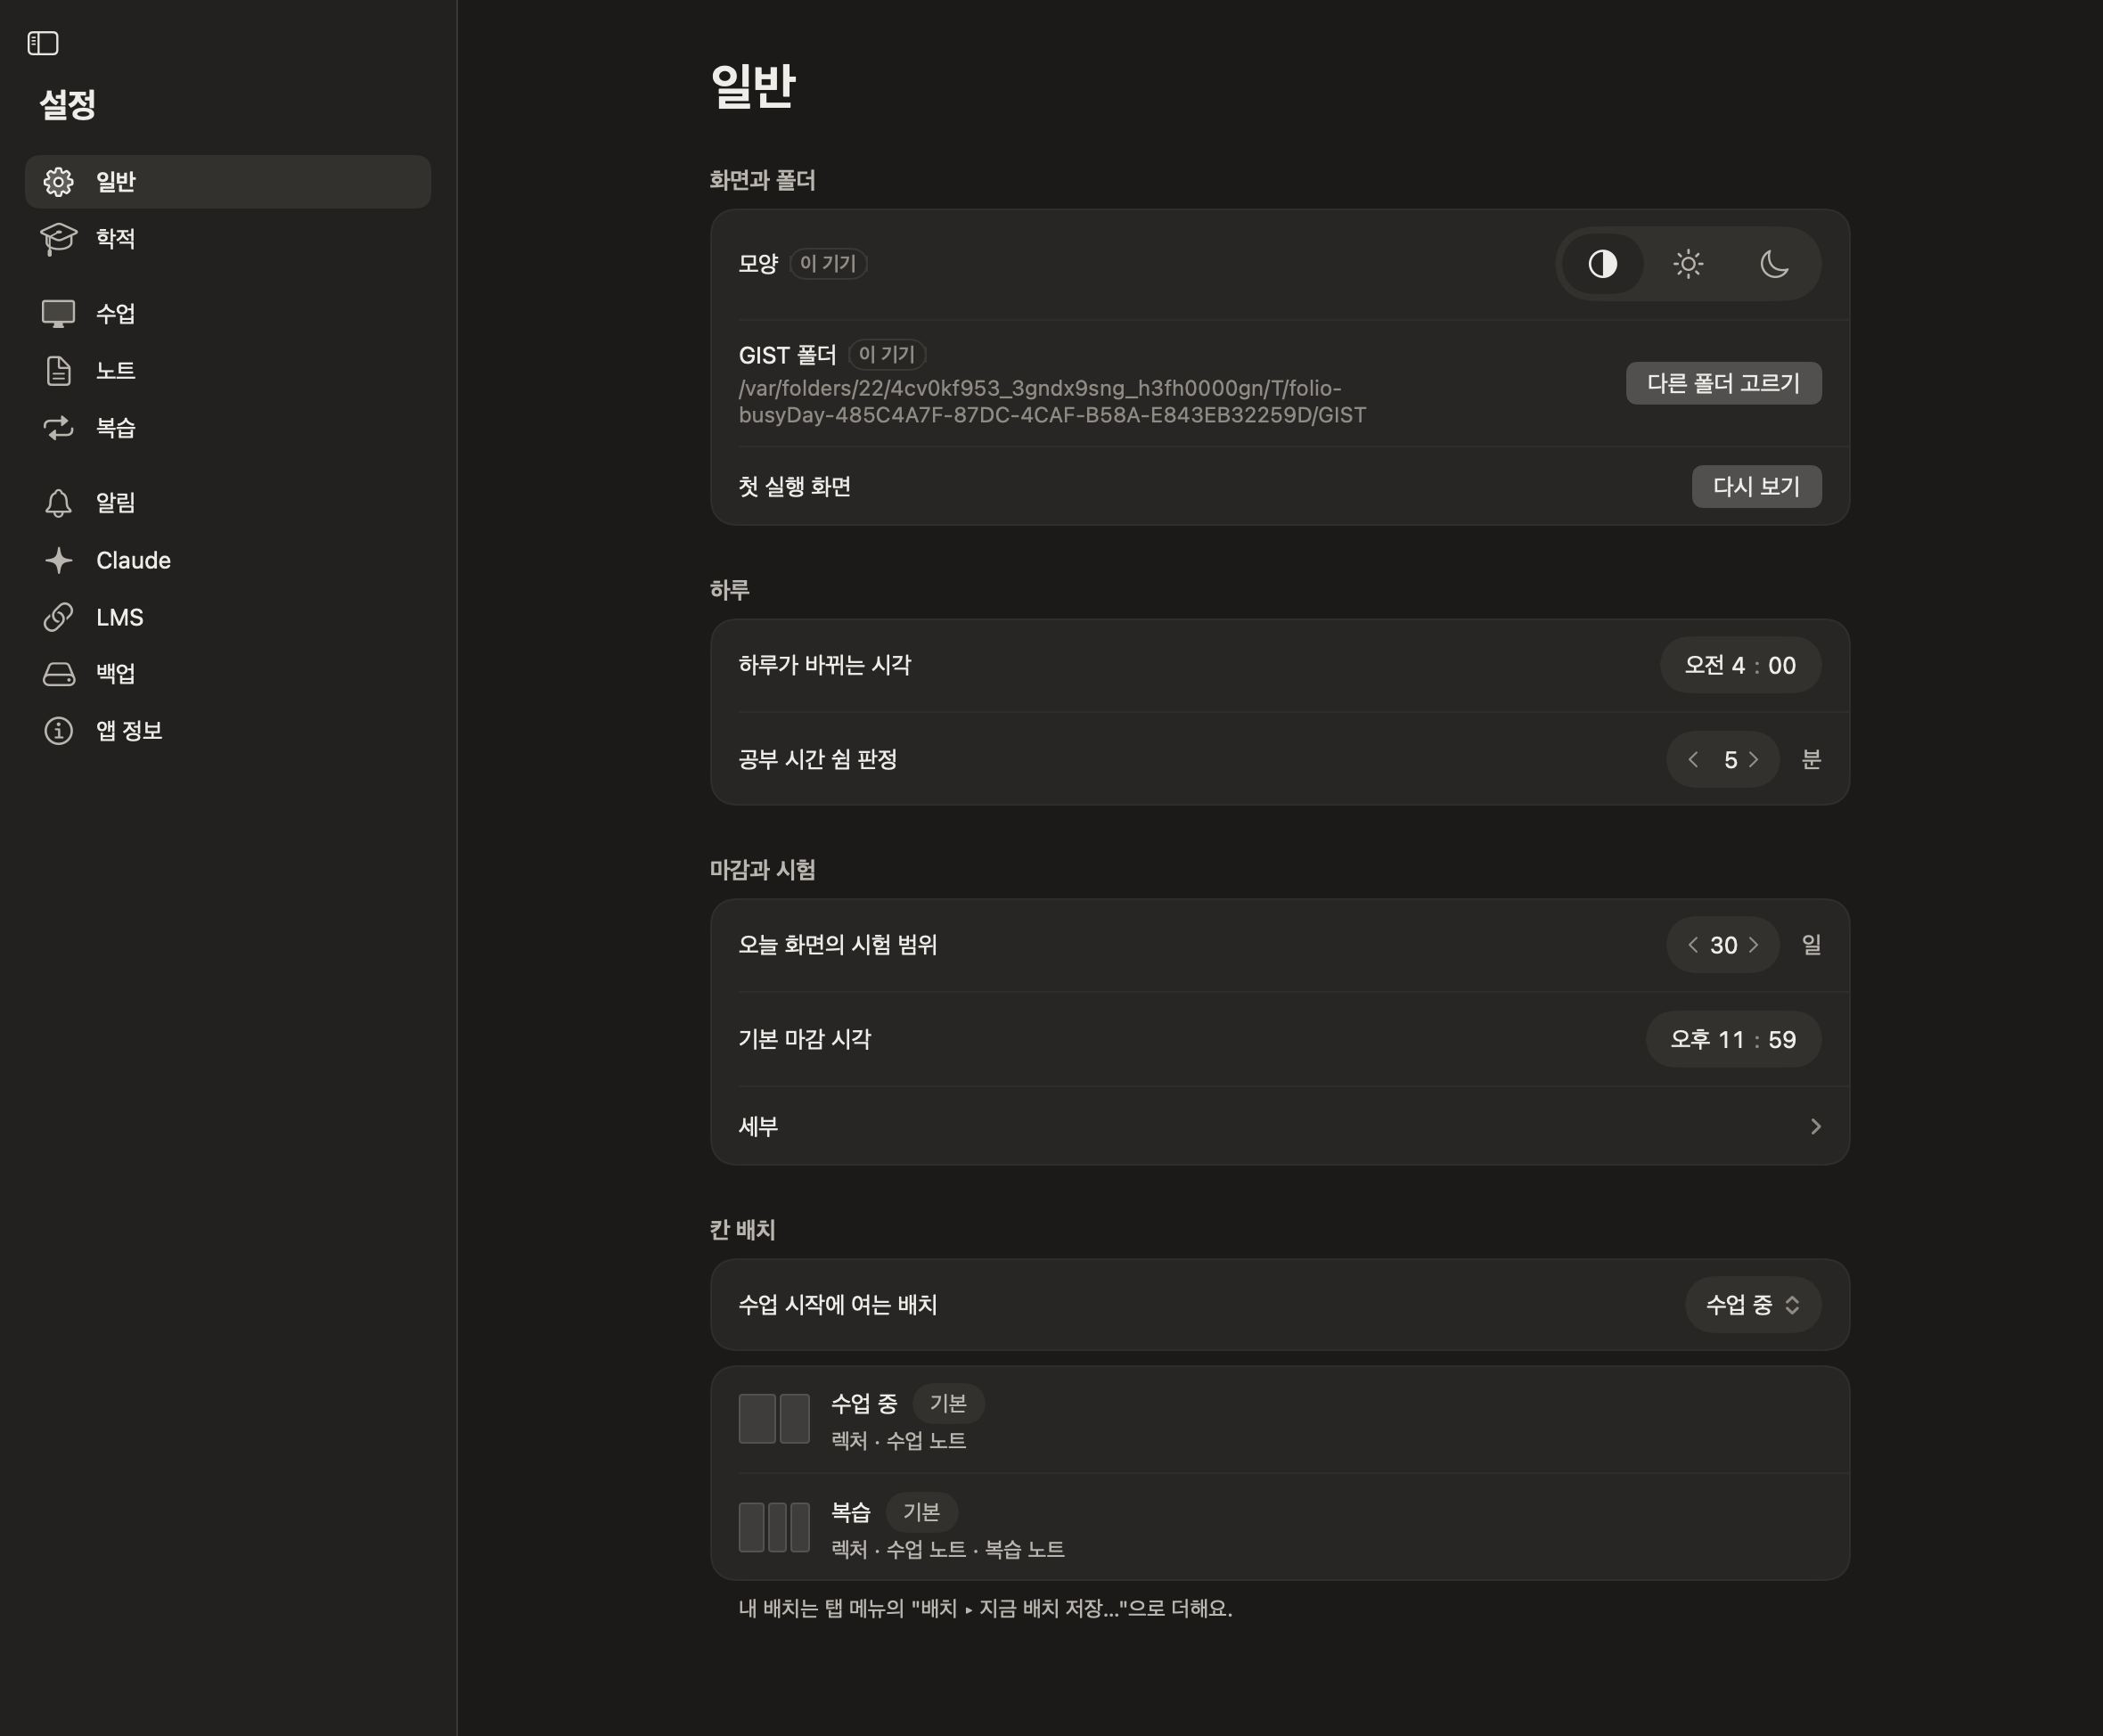 설정
일반
학적
수업
노트
복습
알림
Claude
LMS
백업
앱 정보
일반
화면과 폴더
모양 이 기기
GIST 폴더 이 기기
/var/folders/22/4cv0kf953_3gndx9sng_h3fh0000gn/T/folio-
busyDay-485C4A7F-87DC-4CAF-B58A-E843EB32259D/GIST
다른 폴더 고르기
첫 실행 화면 다시 보기
하루
하루가 바뀌는 시각 오전 4 : 00
공부 시간 쉼 판정 5 분
마감과 시험
오늘 화면의 시험 범위 30 일
기본 마감 시각 오후 11 : 59
세부
칸 배치
수업 시작에 여는 배치 수업 중
수업 중 기본
렉처 · 수업 노트
복습 기본
렉처 · 수업 노트 · 복습 노트
내 배치는 탭 메뉴의 "배치 ▸ 지금 배치 저장…"으로 더해요.